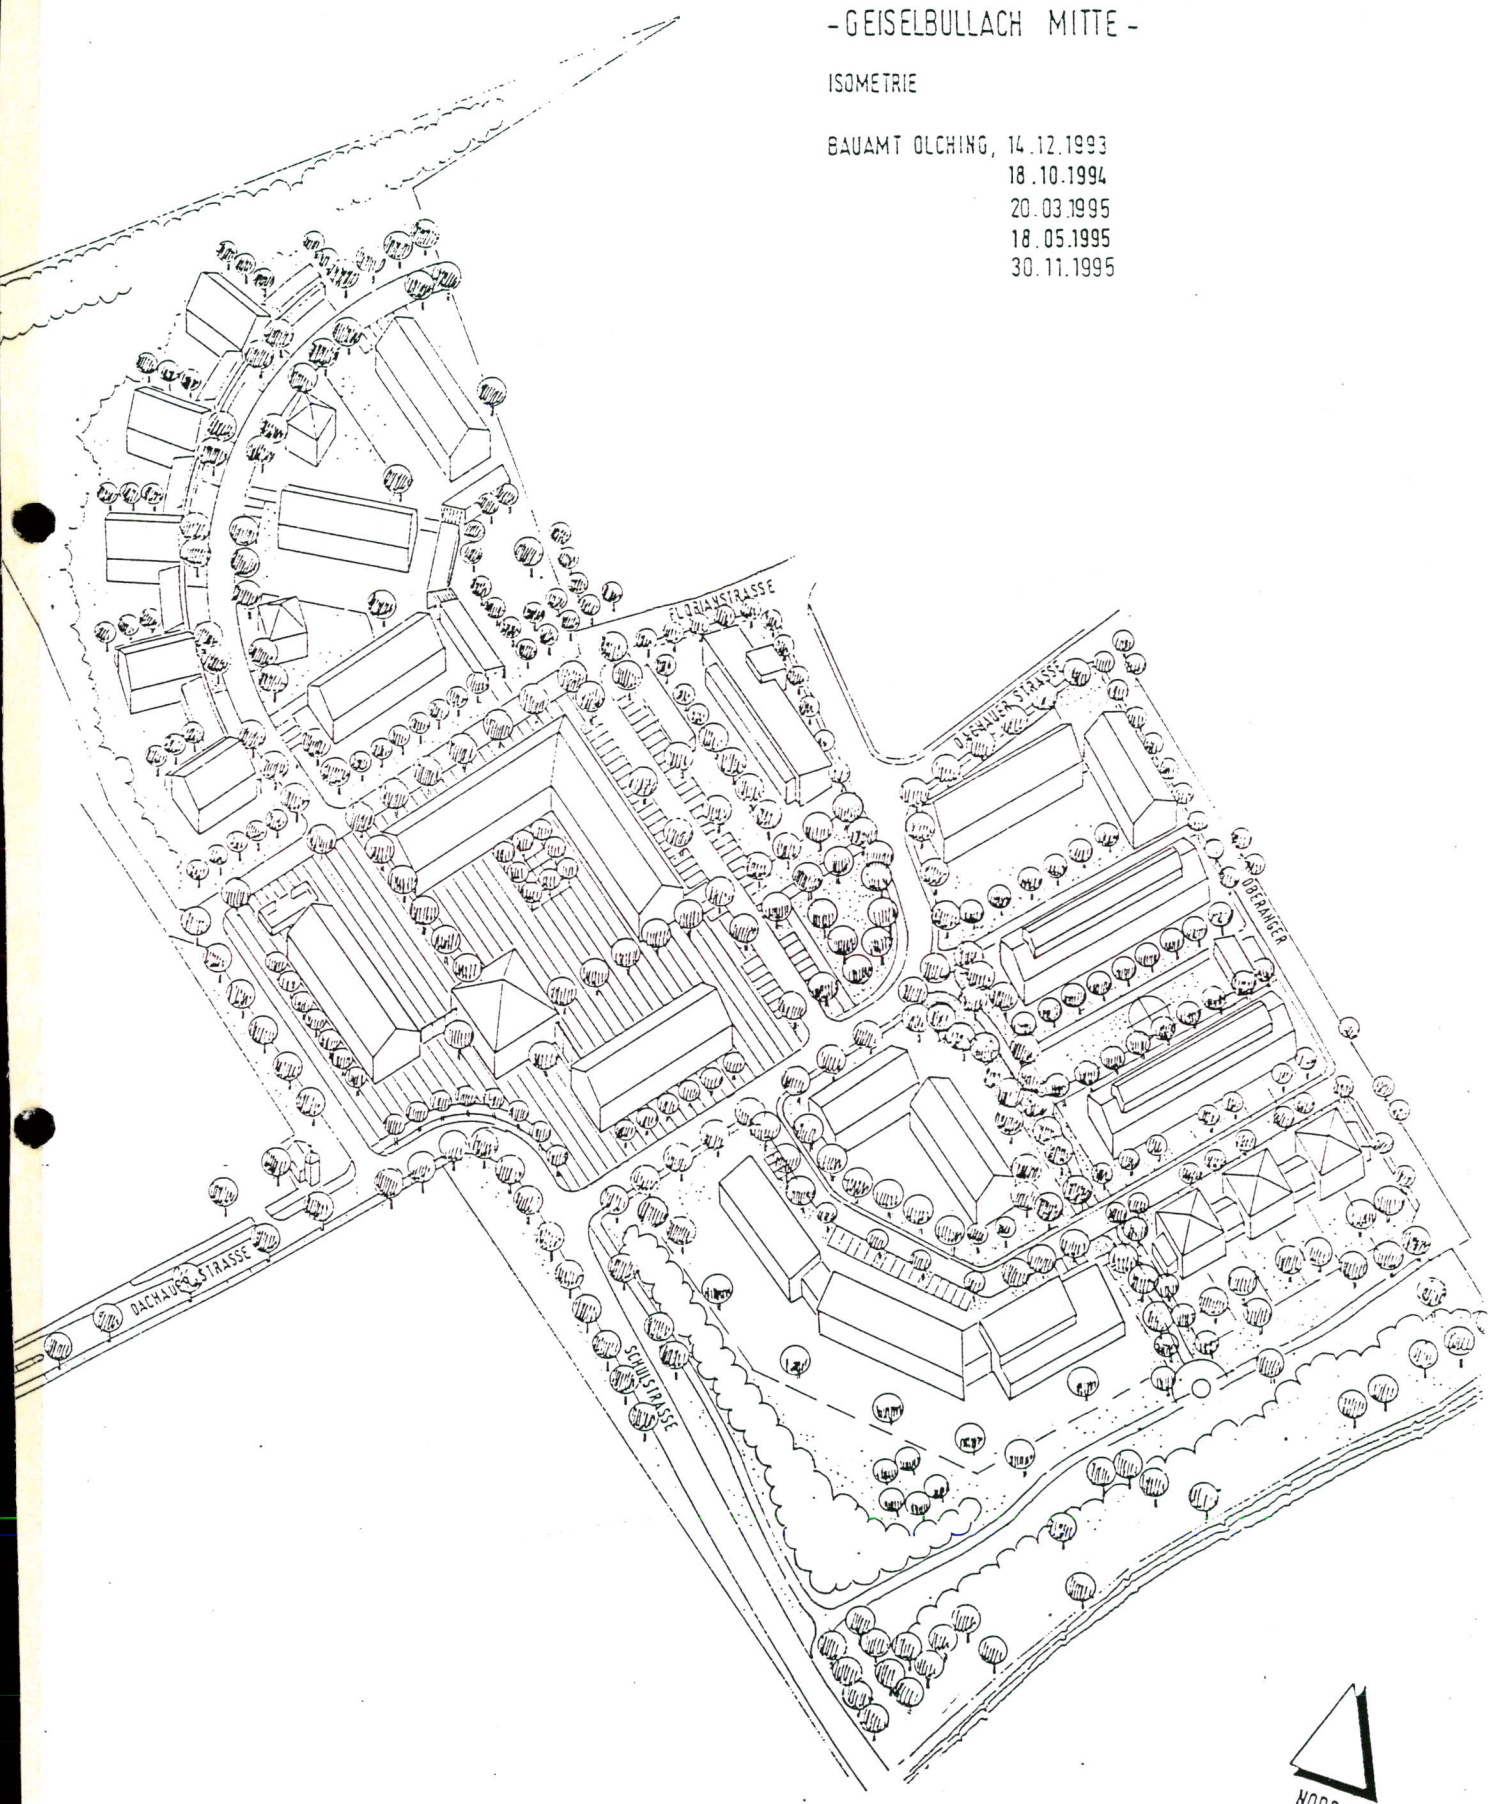 -GEISELBULLACH MITTE-
ISOMETRIE
BAUAMT OLCHING, 14.12.1993
18.10.1994
20.03.1995
18.05.1995
30.11.1995
FLORIANSTRASSE
DACHAUER STRASSE
OBERANGER
DACHAUER STRASSE
SCHULSTRASSE